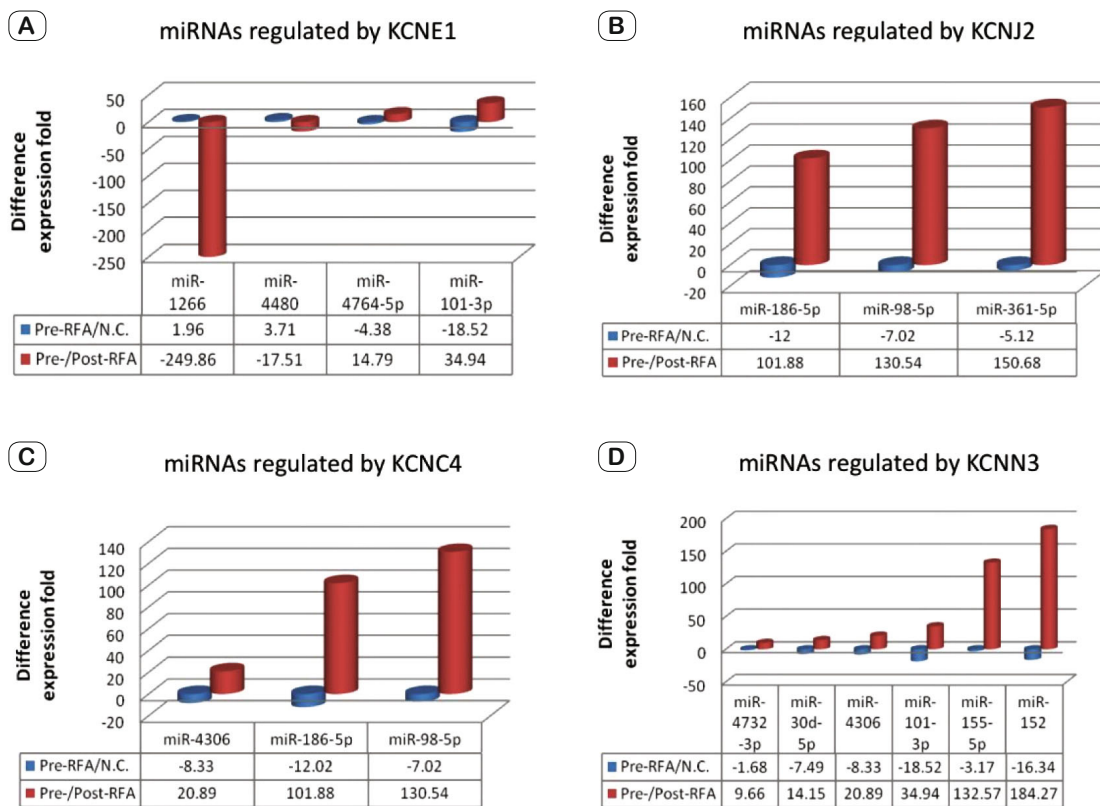 A
miRNAs regulated by KCNE1
Difference
expression fold
50
0
-50
-100
-150
-200
-250
miR-
1266
miR-
4480
miR-
4764-5p
miR-
101-3p
Pre-RFA/N.C. 1.96 3.71 -4.38 -18.52
Pre-/Post-RFA -249.86 -17.51 14.79 34.94
B
miRNAs regulated by KCNJ2
Difference
expression fold
160
140
120
100
80
60
40
20
0
-20
miR-186-5p miR-98-5p miR-361-5p
Pre-RFA/N.C. -12 -7.02 -5.12
Pre-/Post-RFA 101.88 130.54 150.68
C
miRNAs regulated by KCNC4
Difference
expression fold
140
120
100
80
60
40
20
0
-20
miR-4306 miR-186-5p miR-98-5p
Pre-RFA/N.C. -8.33 -12.02 -7.02
Pre-/Post-RFA 20.89 101.88 130.54
D
miRNAs regulated by KCNN3
Difference
expression fold
200
150
100
50
0
-50
miR-
4732
-3p
miR-
30d-
5p
miR-
4306
miR-
101-
3p
miR-
155-
5p
miR-
152
Pre-RFA/N.C. -1.68 -7.49 -8.33 -18.52 -3.17 -16.34
Pre-/Post-RFA 9.66 14.15 20.89 34.94 132.57 184.27